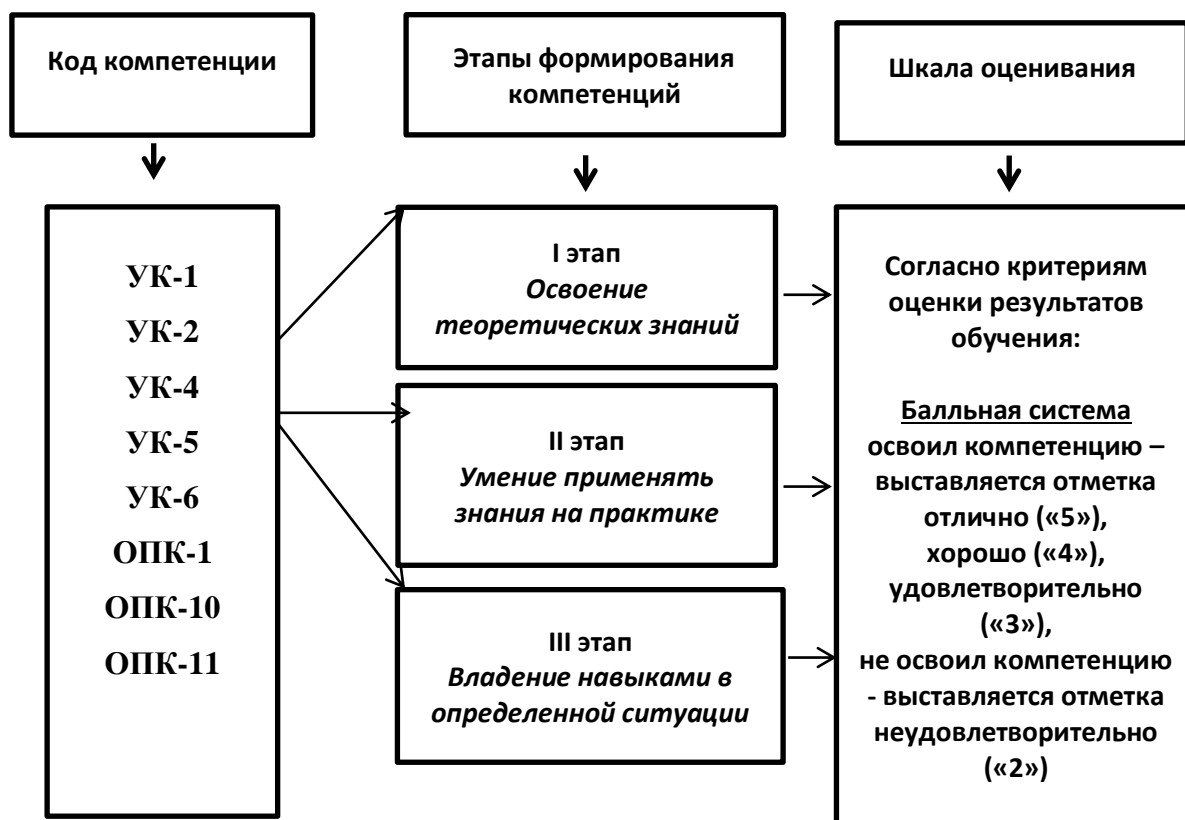 Код компетенции
Этапы формирования
компетенций
Шкала оценивания
УК-1
УК-2
УК-4
УК-5
УК-6
ОПК-1
ОПК-10
ОПК-11
I этап
Освоение
теоретических знаний
II этап
Умение применять
знания на практике
III этап
Владение навыками в
определенной ситуации
Согласно критериям
оценки результатов
обучения:
Балльная система
освоил компетенцию –
выставляется отметка
отлично («5»),
хорошо («4»),
удовлетворительно
(«3»),
не освоил компетенцию
- выставляется отметка
неудовлетворительно
(«2»)